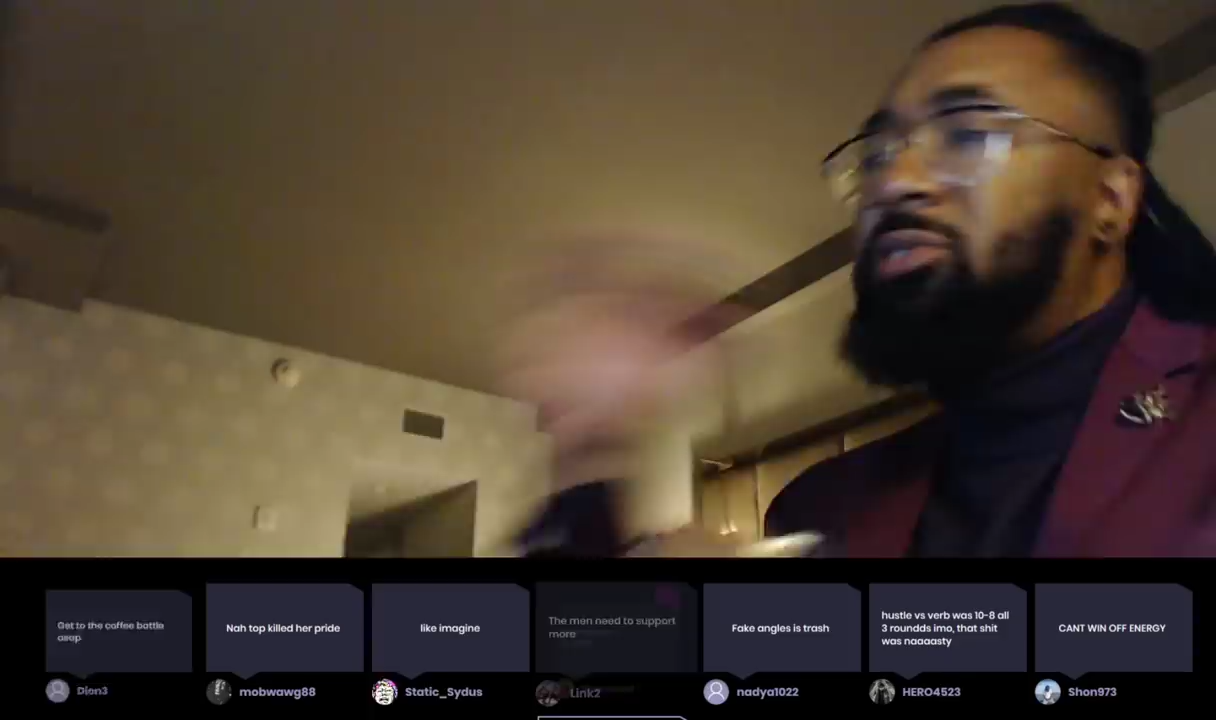 Get to the coffee battle
asap
Nah top killed her pride
like imagine
The men need to support
more
Fake angles is trash
hustle vs verb was 10-8 all
3 roundds imo, that shit
was naaaasty
CANT WIN OFF ENERGY
Dien3
mobwawg88
Static_Sydus
Link2
nadya1022
HERO4523
Shon973